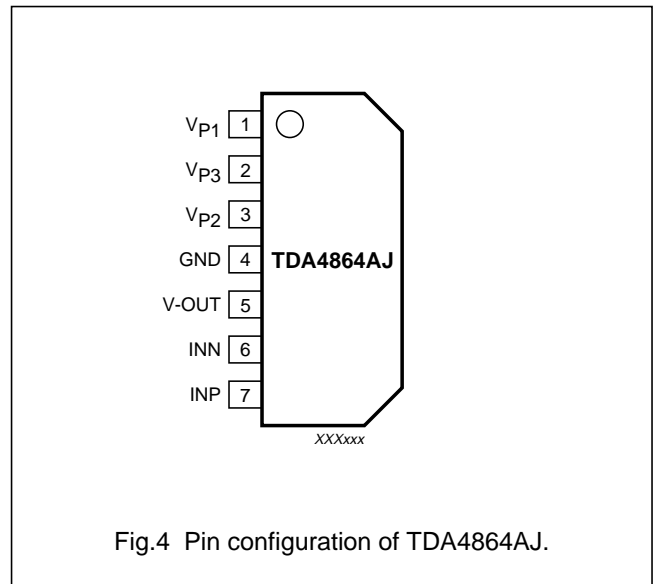 VP1 1
VP3 2
VP2 3
GND 4 TDA4864AJ
V-OUT 5
INN 6
INP 7
XXXxxx
Fig.4 Pin configuration of TDA4864AJ.